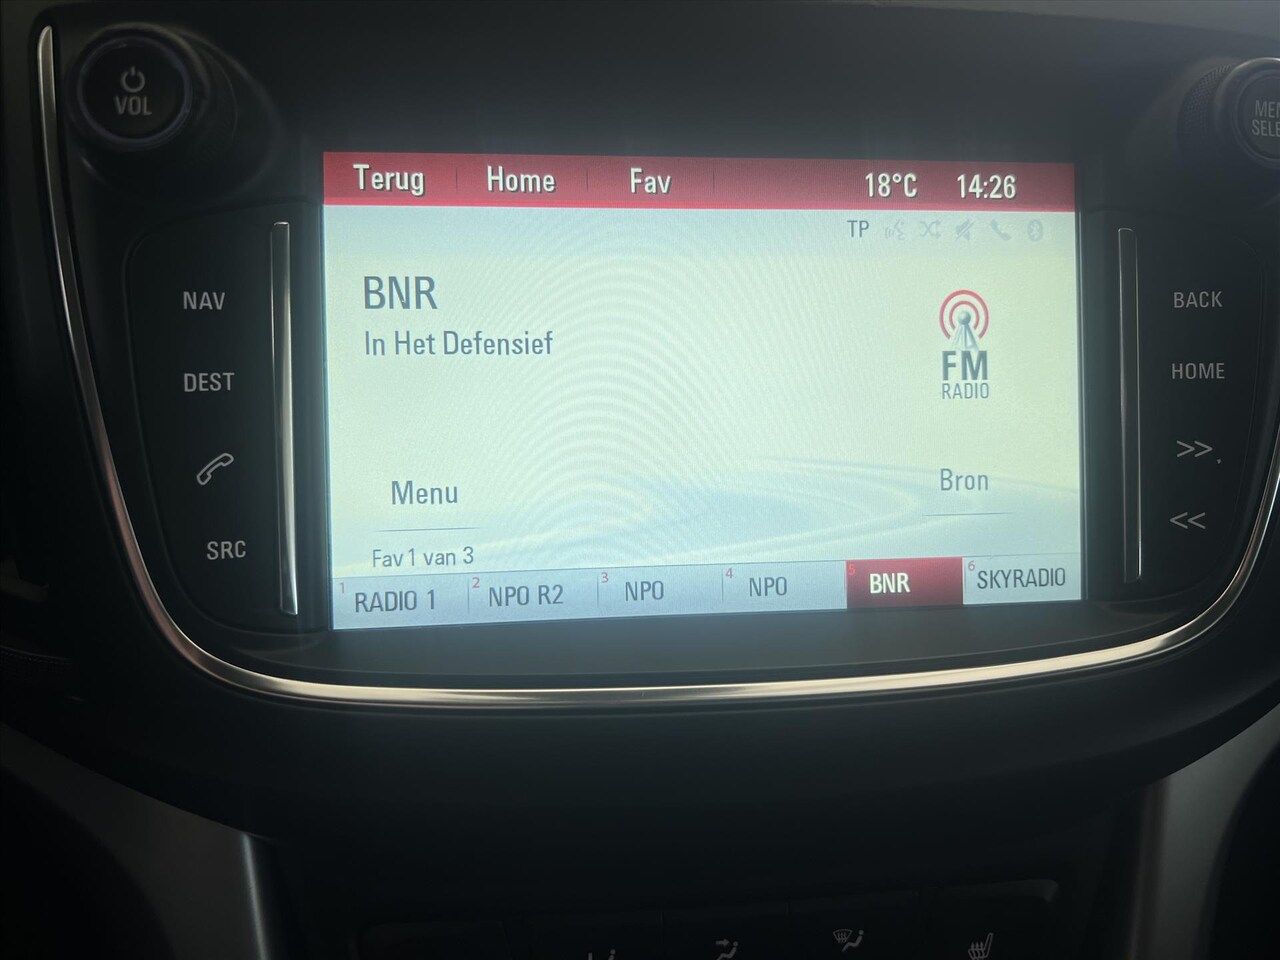 VOL
MEN
SELE
Terug Home Fav 18°C 14:26
TP
NAV
DEST
SRC
BNR
In Het Defensief
FM
RADIO
Menu
Bron
Fav 1 van 3
1 RADIO 1 2 NPO R2 3 NPO 4 NPO 5 BNR 6 SKYRADIO
BACK
HOME
>>
<<